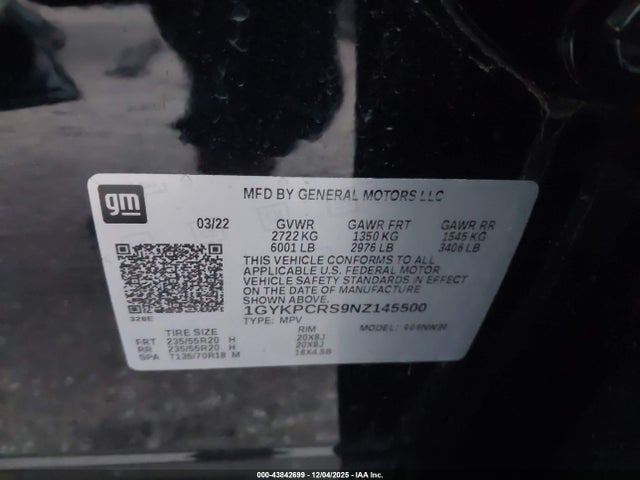 gm
MFD BY GENERAL MOTORS LLC
03/22 GVWR GAWR FRT GAWR RR
2722 KG 1350 KG 1545 KG
6001 LB 2976 LB 3406 LB
THIS VEHICLE CONFORMS TO ALL
APPLICABLE U.S. FEDERAL MOTOR
VEHICLE SAFETY STANDARDS IN EFFECT
ON THE DATE OF MANUFACTURE
SHOWN ABOVE.
1GYKPCRS9NZ145500
TYPE: MPV MODEL:
328E
TIRE SIZE RIM
FRT 235/55R20 H 20X8J
RR 235/55R20 H 20X8J
SPA T135/70R18 M 18X4.5B
000-43842699 - 12/04/2025 - IAA Inc.